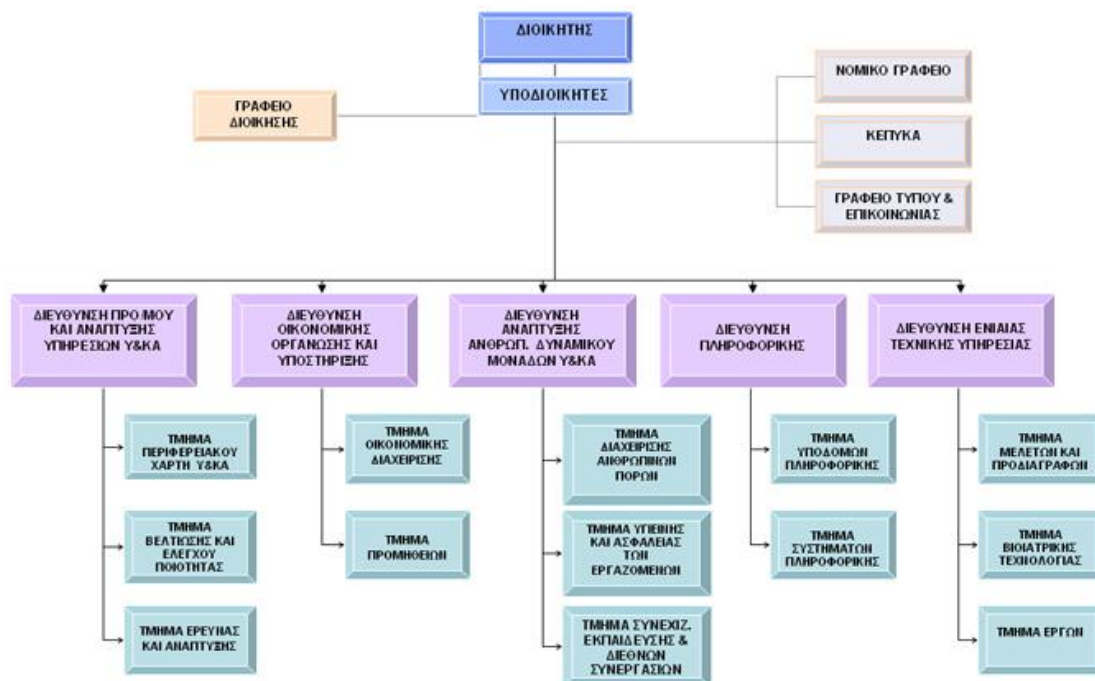 ΔΙΟΙΚΗΤΗΣ
ΥΠΟΔΙΟΙΚΗΤΕΣ
ΓΡΑΦΕΙΟ
ΔΙΟΙΚΗΣΗΣ
ΝΟΜΙΚΟ ΓΡΑΦΕΙΟ
ΚΕΠΥΚΑ
ΓΡΑΦΕΙΟ ΤΥΠΟΥ &
ΕΠΙΚΟΙΝΩΝΙΑΣ
ΔΙΕΥΘΥΝΣΗ ΠΡΟ/ΜΟΥ
ΚΑΙ ΑΝΑΠΤΥΞΗΣ
ΥΠΗΡΕΣΙΩΝ Υ&ΚΑ
ΤΜΗΜΑ
ΠΕΡΙΦΕΡΕΙΑΚΟΥ
ΧΑΡΤΗ Υ&ΚΑ
ΤΜΗΜΑ
ΒΕΛΤΙΩΣΗΣ ΚΑΙ
ΕΛΕΓΧΟΥ
ΠΟΙΟΤΗΤΑΣ
ΤΜΗΜΑ ΕΡΕΥΝΑΣ
ΚΑΙ ΑΝΑΠΤΥΞΗΣ
ΔΙΕΥΘΥΝΣΗ
ΟΙΚΟΝΟΜΙΚΗΣ
ΟΡΓΑΝΩΣΗΣ ΚΑΙ
ΥΠΟΣΤΗΡΙΞΗΣ
ΤΜΗΜΑ
ΟΙΚΟΝΟΜΙΚΗΣ
ΔΙΑΧΕΙΡΙΣΗΣ
ΤΜΗΜΑ
ΠΡΟΜΗΘΕΙΩΝ
ΔΙΕΥΘΥΝΣΗ
ΑΝΑΠΤΥΞΗΣ
ΑΝΘΡΩΠ. ΔΥΝΑΜΙΚΟΥ
ΜΟΝΑΔΩΝ Υ&ΚΑ
ΤΜΗΜΑ
ΔΙΑΧΕΙΡΙΣΗΣ
ΑΝΘΡΩΠΙΝΩΝ
ΠΟΡΩΝ
ΤΜΗΜΑ ΥΓΙΕΙΝΗΣ
ΚΑΙ ΑΣΦΑΛΕΙΑΣ
ΤΩΝ
ΕΡΓΑΖΟΜΕΝΩΝ
ΤΜΗΜΑ ΣΥΝΕΧΙΖ.
ΕΚΠΑΙΔΕΥΣΗΣ &
ΔΙΕΘΝΩΝ
ΣΥΝΕΡΓΑΣΙΩΝ
ΔΙΕΥΘΥΝΣΗ
ΠΛΗΡΟΦΟΡΙΚΗΣ
ΤΜΗΜΑ
ΥΠΟΔΟΜΩΝ
ΠΛΗΡΟΦΟΡΙΚΗΣ
ΤΜΗΜΑ
ΣΥΣΤΗΜΑΤΩΝ
ΠΛΗΡΟΦΟΡΙΚΗΣ
ΔΙΕΥΘΥΝΣΗ ΕΝΙΑΙΑΣ
ΤΕΧΝΙΚΗΣ ΥΠΗΡΕΣΙΑΣ
ΤΜΗΜΑ
ΜΕΛΕΤΩΝ ΚΑΙ
ΠΡΟΔΙΑΓΡΑΦΩΝ
ΤΜΗΜΑ
ΒΙΟΙΑΤΡΙΚΗΣ
ΤΕΧΝΟΛΟΓΙΑΣ
ΤΜΗΜΑ ΕΡΓΩΝ